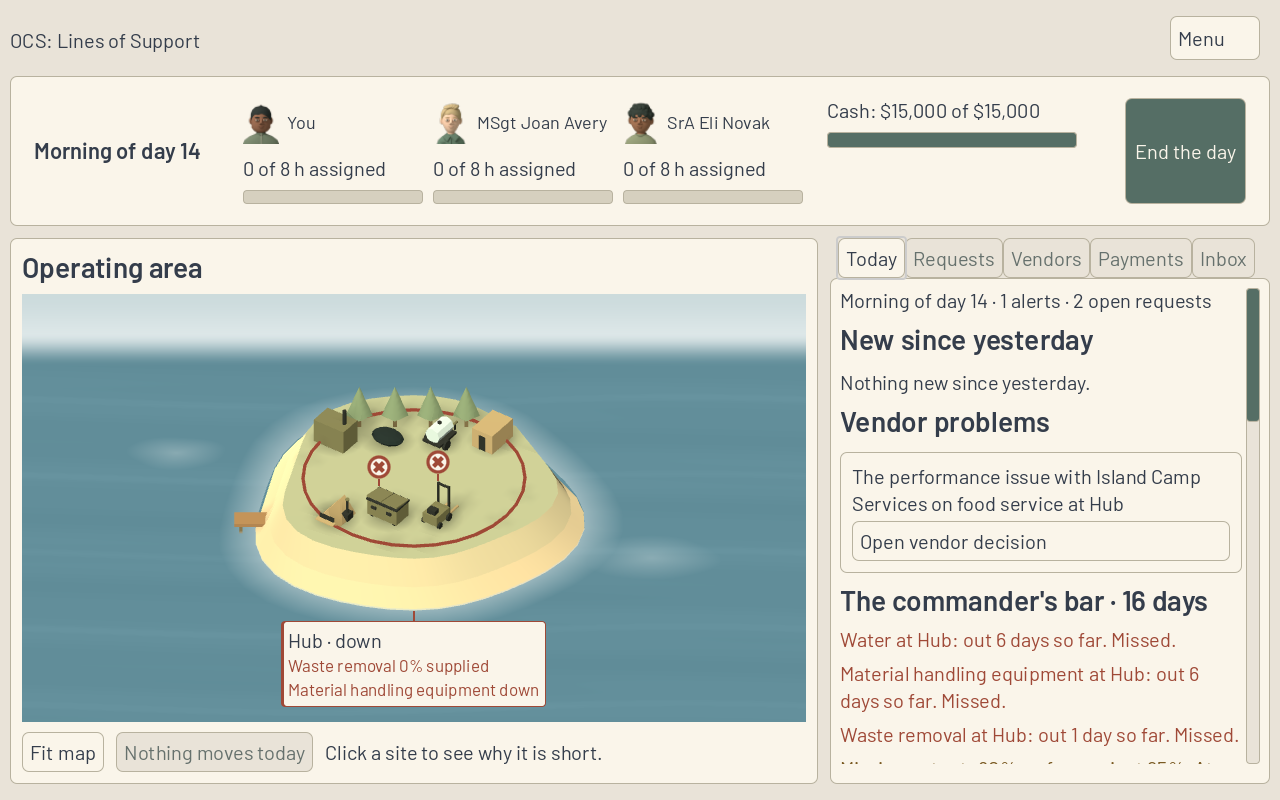 OCS: Lines of Support
Menu
Morning of day 14
You
0 of 8 h assigned
MSgt Joan Avery
0 of 8 h assigned
SrA Eli Novak
0 of 8 h assigned
Cash: $15,000 of $15,000
End the day
Operating area
Hub · down
Waste removal 0% supplied
Material handling equipment down
Fit map
Nothing moves today
Click a site to see why it is short.
Today
Requests
Vendors
Payments
Inbox
Morning of day 14 · 1 alerts · 2 open requests
New since yesterday
Nothing new since yesterday.
Vendor problems
The performance issue with Island Camp
Services on food service at Hub
Open vendor decision
The commander's bar · 16 days
Water at Hub: out 6 days so far. Missed.
Material handling equipment at Hub: out 6
days so far. Missed.
Waste removal at Hub: out 1 day so far. Missed.